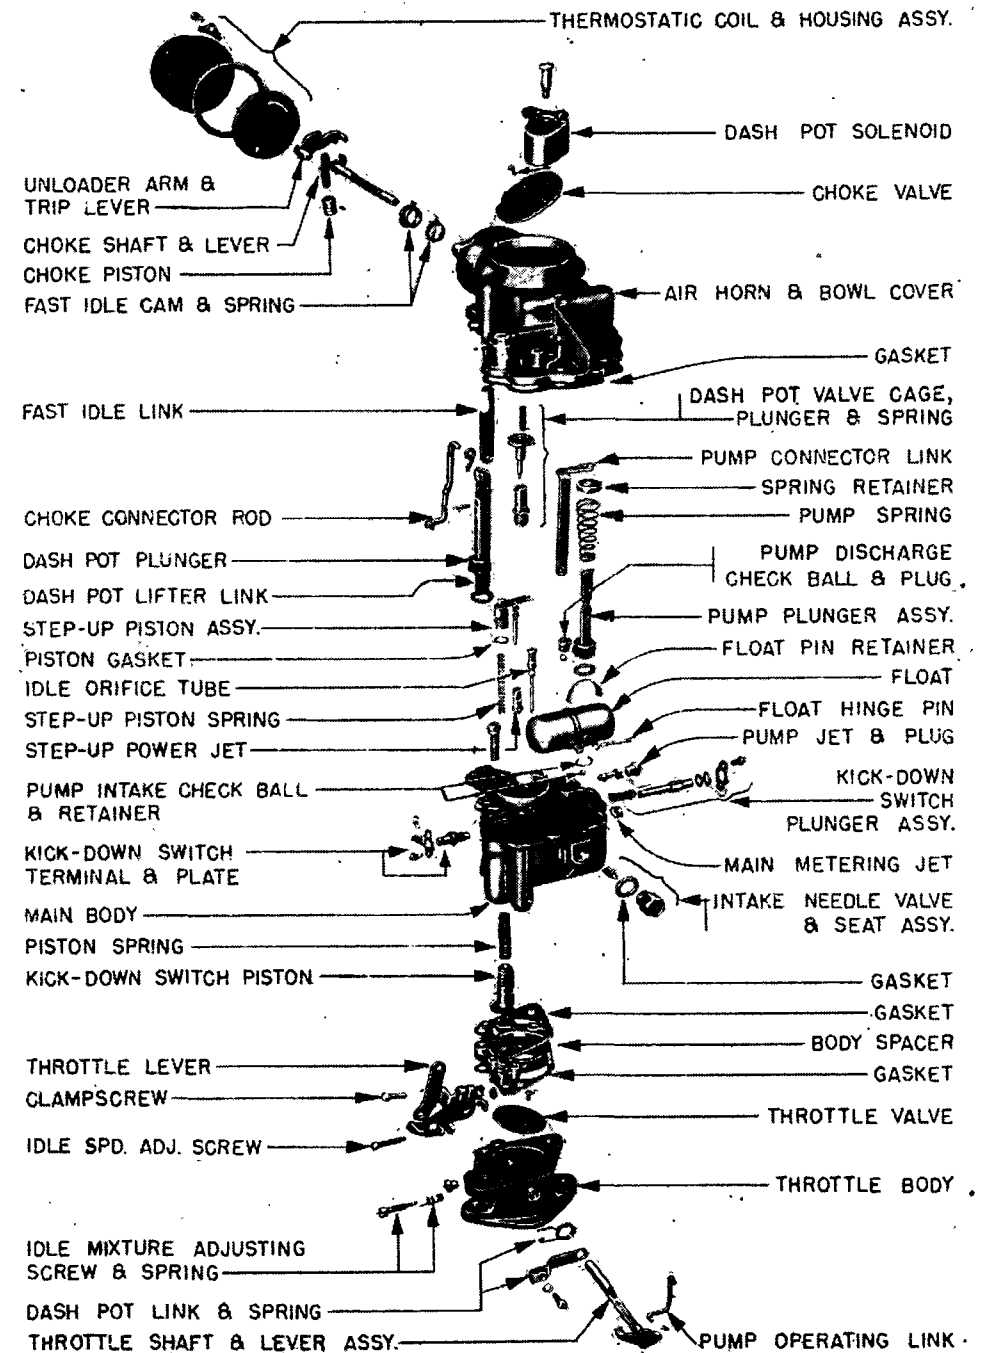 THERMOSTATIC COIL & HOUSING ASSY.
DASH POT SOLENOID
CHOKE VALVE
UNLOADER ARM &
TRIP LEVER
CHOKE SHAFT & LEVER
CHOKE PISTON
FAST IDLE CAM & SPRING
AIR HORN & BOWL COVER
GASKET
DASH POT VALVE CAGE,
PLUNGER & SPRING
FAST IDLE LINK
PUMP CONNECTOR LINK
SPRING RETAINER
PUMP SPRING
CHOKE CONNECTOR ROD
PUMP DISCHARGE
CHECK BALL & PLUG
DASH POT PLUNGER
DASH POT LIFTER LINK
PUMP PLUNGER ASSY.
STEP-UP PISTON ASSY.
FLOAT PIN RETAINER
PISTON GASKET
FLOAT
IDLE ORIFICE TUBE
FLOAT HINGE PIN
STEP-UP PISTON SPRING
PUMP JET & PLUG
STEP-UP POWER JET
KICK-DOWN
SWITCH
PLUNGER ASSY.
PUMP INTAKE CHECK BALL
& RETAINER
KICK-DOWN SWITCH
TERMINAL & PLATE
MAIN METERING JET
INTAKE NEEDLE VALVE
& SEAT ASSY.
MAIN BODY
PISTON SPRING
KICK-DOWN SWITCH PISTON
GASKET
GASKET
BODY SPACER
THROTTLE LEVER
GASKET
CLAMPSCREW
THROTTLE VALVE
IDLE SPD. ADJ. SCREW
THROTTLE BODY
IDLE MIXTURE ADJUSTING
SCREW & SPRING
DASH POT LINK & SPRING
THROTTLE SHAFT & LEVER ASSY.
PUMP OPERATING LINK